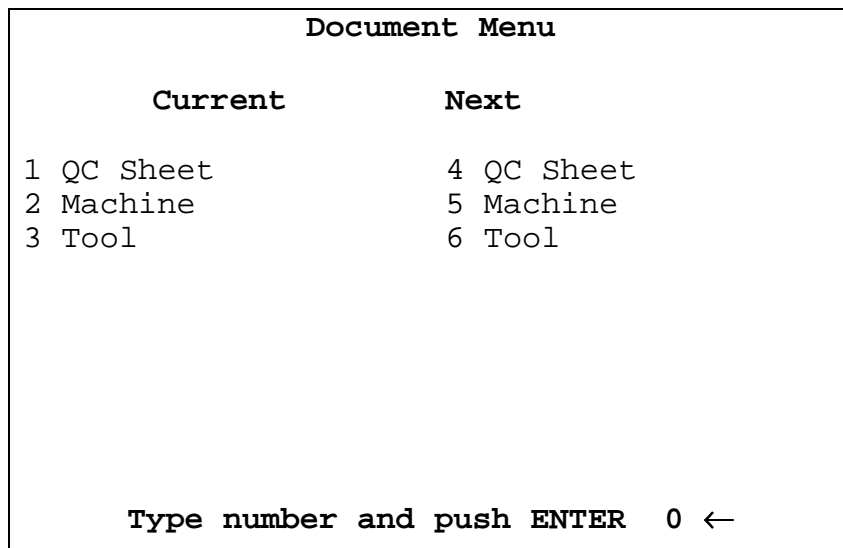 Document Menu
Current Next
1 QC Sheet 4 QC Sheet
2 Machine 5 Machine
3 Tool 6 Tool
Type number and push ENTER 0 ←